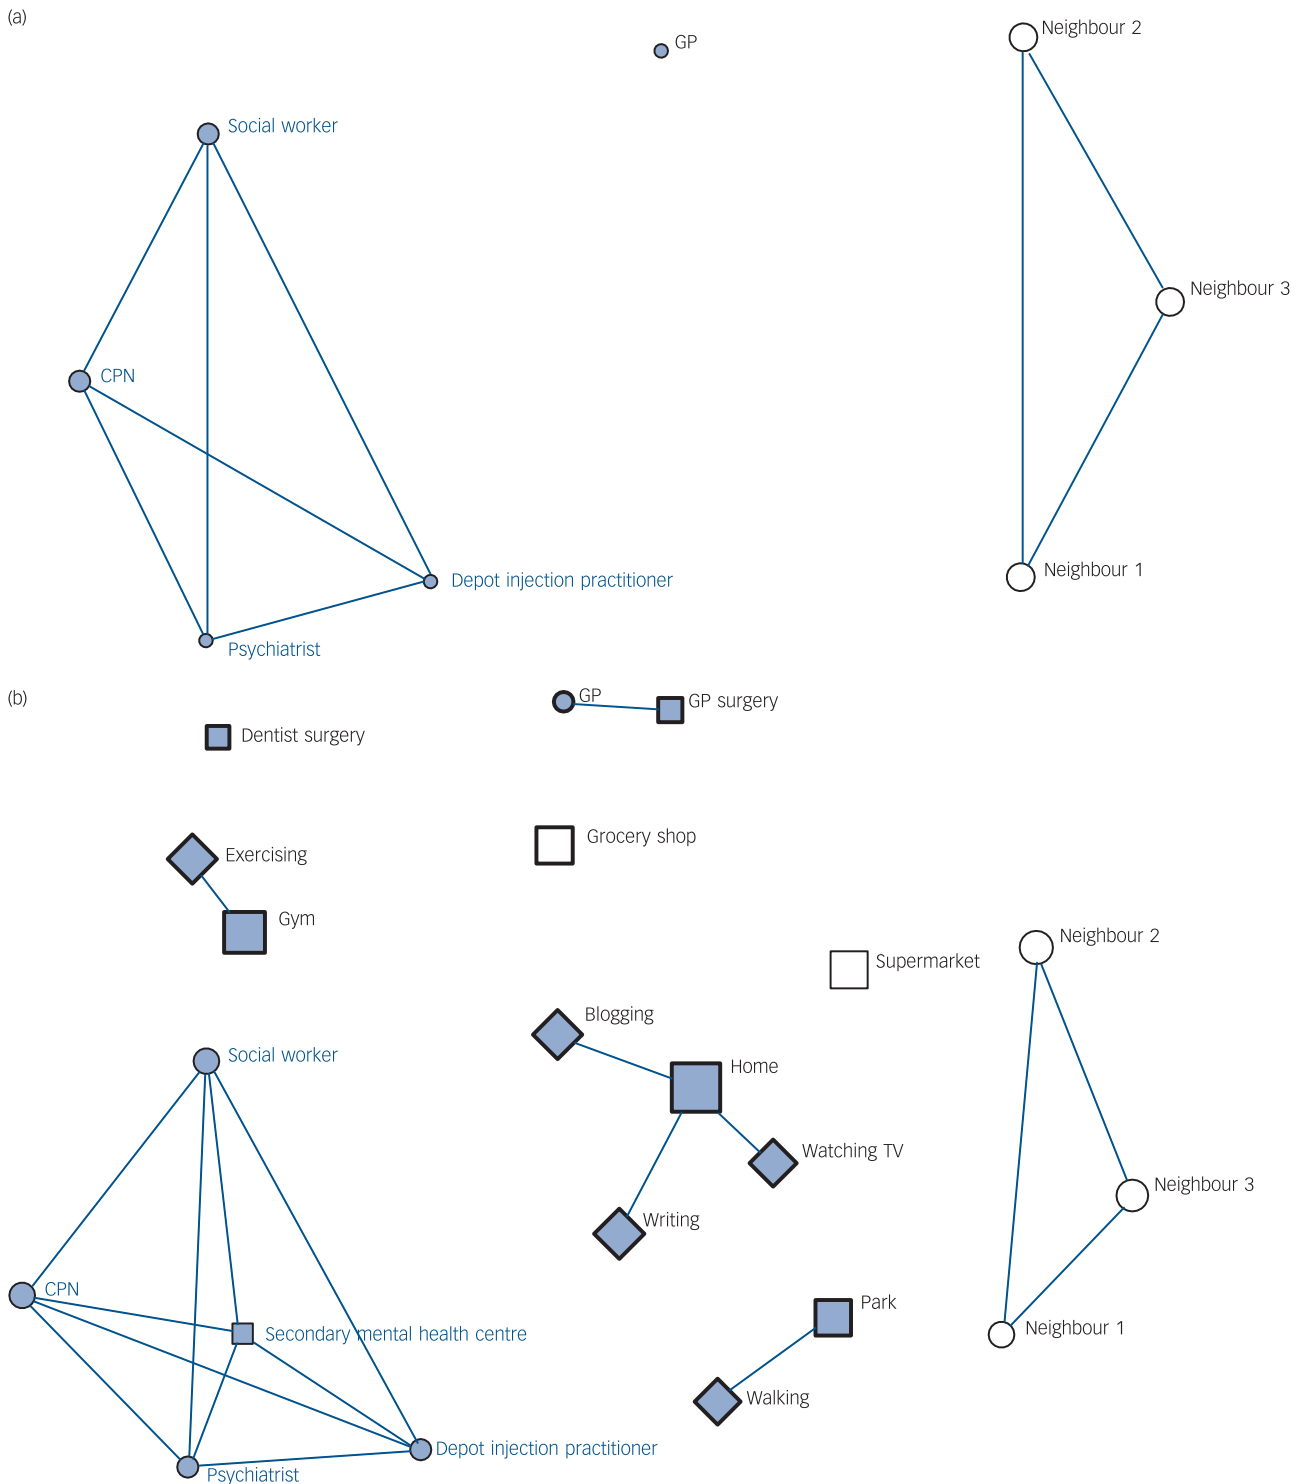 (a)
GP
Neighbour 2
Social worker
Neighbour 3
CPN
Neighbour 1
Depot injection practitioner
Psychiatrist
(b)
GP
GP surgery
Dentist surgery
Grocery shop
Exercising
Gym
Neighbour 2
Supermarket
Blogging
Social worker
Home
Watching TV
Neighbour 3
Writing
CPN
Park
Neighbour 1
Secondary mental health centre
Walking
Depot injection practitioner
Psychiatrist